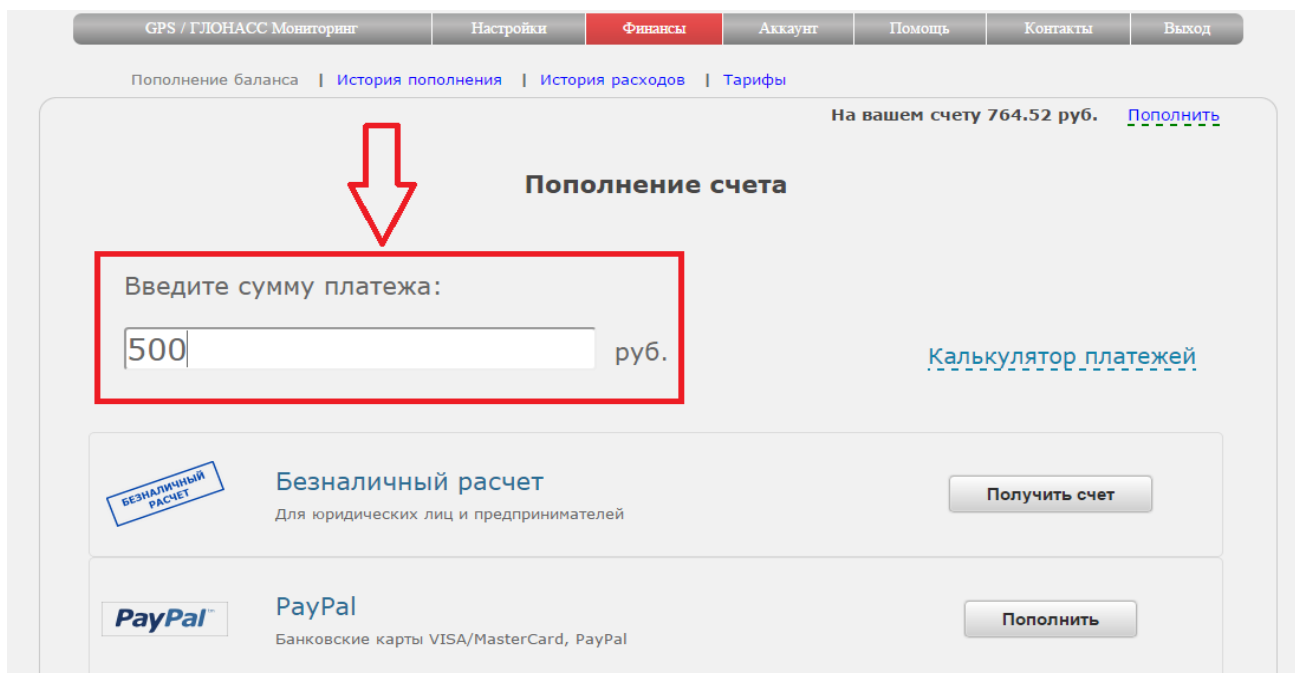 GPS / ГЛОНАСС Мониторинг Настройки Финансы Аккаунт Помощь Контакты Выход
Пополнение баланса | История пополнения | История расходов | Тарифы
На вашем счету 764.52 руб. Пополнить
Пополнение счета
Введите сумму платежа:
500 руб.
Калькулятор платежей
БЕЗНАЛИЧНЫЙ
РАСЧЕТ
Безналичный расчет
Для юридических лиц и предпринимателей
Получить счет
PayPal™
PayPal
Банковские карты VISA/MasterCard, PayPal
Пополнить